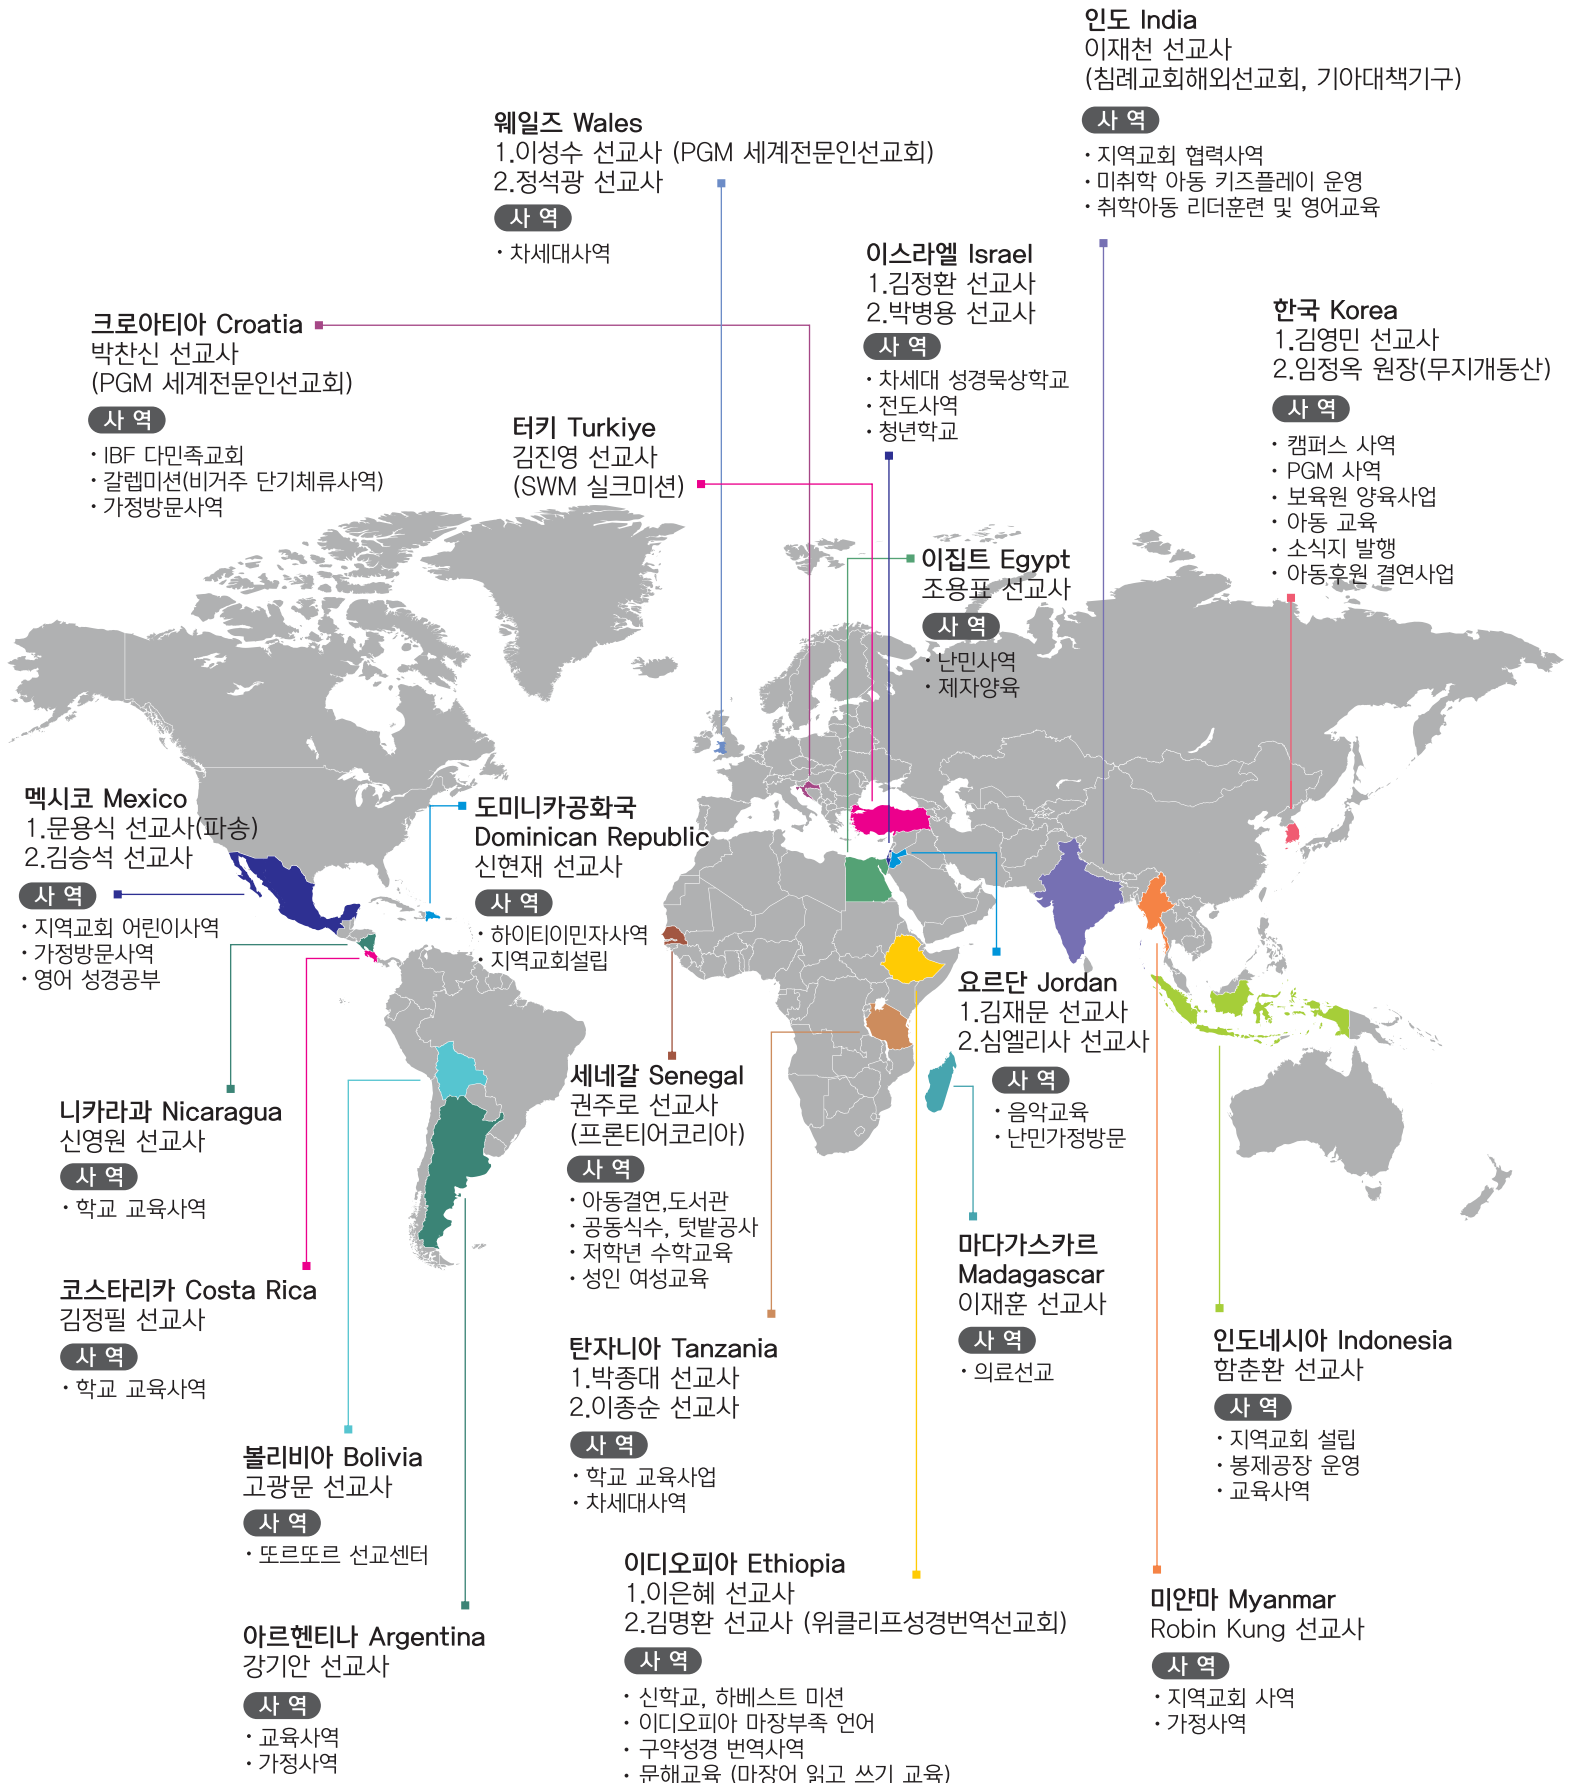 인도 India
이재천 선교사
(침례교회해외선교회, 기아대책기구)
사 역
· 지역교회 협력사역
· 미취학 아동 키즈플레이 운영
· 취학아동 리더훈련 및 영어교육
웨일즈 Wales
1.이성수 선교사 (PGM 세계전문인선교회)
2.정석광 선교사
사 역
· 차세대사역
이스라엘 Israel
1.김정환 선교사
2.박병용 선교사
사 역
· 차세대 성경묵상학교
· 전도사역
· 청년학교
한국 Korea
1.김영민 선교사
2.임정옥 원장(무지개동산)
사 역
· 캠퍼스 사역
· PGM 사역
· 보육원 양육사업
· 아동 교육
· 소식지 발행
· 아동후원 결연사업
크로아티아 Croatia
박찬신 선교사
(PGM 세계전문인선교회)
사 역
· IBF 다민족교회
· 갈렙미션(비거주 단기체류사역)
· 가정방문사역
터키 Turkiye
김진영 선교사
(SWM 실크미션)
이집트 Egypt
조용표 선교사
사 역
· 난민사역
· 제자양육
멕시코 Mexico
1.문용식 선교사(파송)
2.김승석 선교사
사 역
· 지역교회 어린이사역
· 가정방문사역
· 영어 성경공부
도미니카공화국
Dominican Republic
신현재 선교사
사 역
· 하이티이민자사역
· 지역교회설립
요르단 Jordan
1.김재문 선교사
2.심엘리사 선교사
사 역
· 음악교육
· 난민가정방문
니카라과 Nicaragua
신영원 선교사
사 역
· 학교 교육사역
세네갈 Senegal
권주로 선교사
(프론티어코리아)
사 역
· 아동결연,도서관
· 공동식수, 텃밭공사
· 저학년 수학교육
· 성인 여성교육
마다가스카르
Madagascar
이재훈 선교사
사 역
· 의료선교
코스타리카 Costa Rica
김정필 선교사
사 역
· 학교 교육사역
탄자니아 Tanzania
1.박종대 선교사
2.이종순 선교사
사 역
· 학교 교육사업
· 차세대사역
인도네시아 Indonesia
함춘환 선교사
사 역
· 지역교회 설립
· 봉제공장 운영
· 교육사역
볼리비아 Bolivia
고광문 선교사
사 역
· 또르또르 선교센터
이디오피아 Ethiopia
1.이은혜 선교사
2.김명환 선교사 (위클리프성경번역선교회)
사 역
· 신학교, 하베스트 미션
· 이디오피아 마장부족 언어
· 구약성경 번역사역
· 문해교육 (마장어 읽고 쓰기 교육)
미얀마 Myanmar
Robin Kung 선교사
사 역
· 지역교회 사역
· 가정사역
아르헨티나 Argentina
강기안 선교사
사 역
· 교육사역
· 가정사역